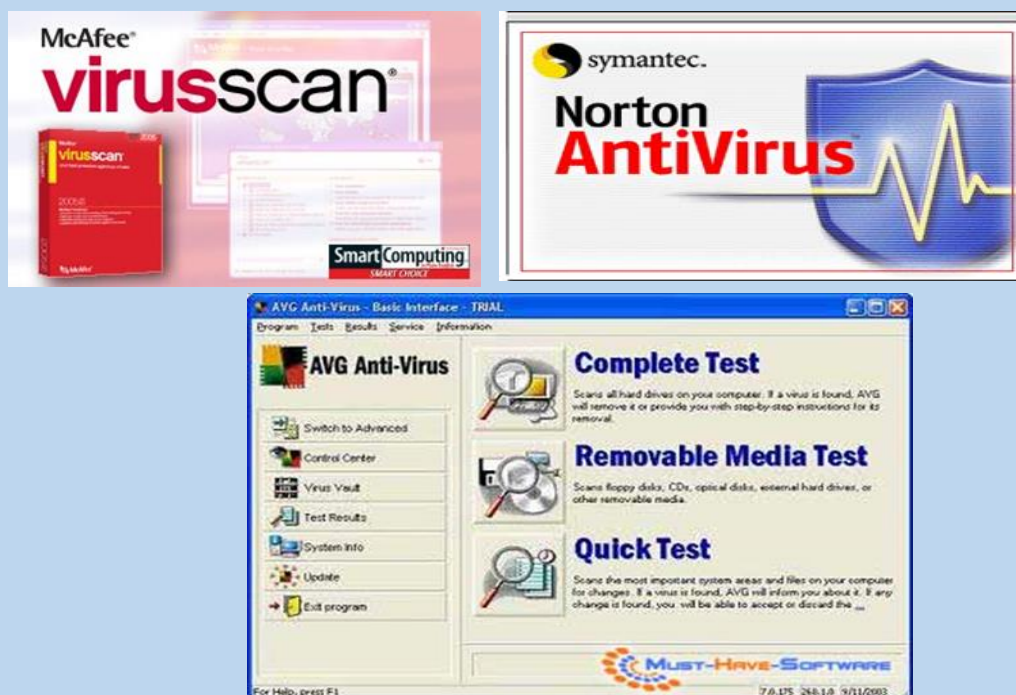 McAfee®
virusscan®
McAfee
virusscan
2005
McAfee
Smart Computing
SMART CHOICE
symantec.
Norton
AntiVirus
AVG Anti-Virus - Basic Interface - TRIAL
Program Tests Results Service Information
AVG Anti-Virus
Switch to Advanced
Control Center
Virus Vault
Test Results
System Info
Update
Exit program
Complete Test
Scans all hard drives on your computer. If a virus is found, AVG
will remove it or provide you with step-by-step instructions for its
removal.
Removable Media Test
Scans floppy disks, CDs, optical disks, external hard drives, or
other removable media.
Quick Test
Scans the most important system areas and files on your computer
for changes. If a virus is found, AVG will inform you about it. If any
change is found, you will be able to accept or discard the ...
MUST-HAVE-SOFTWARE
For Help, press F1
7.0.175 268.1.0 9/11/2003